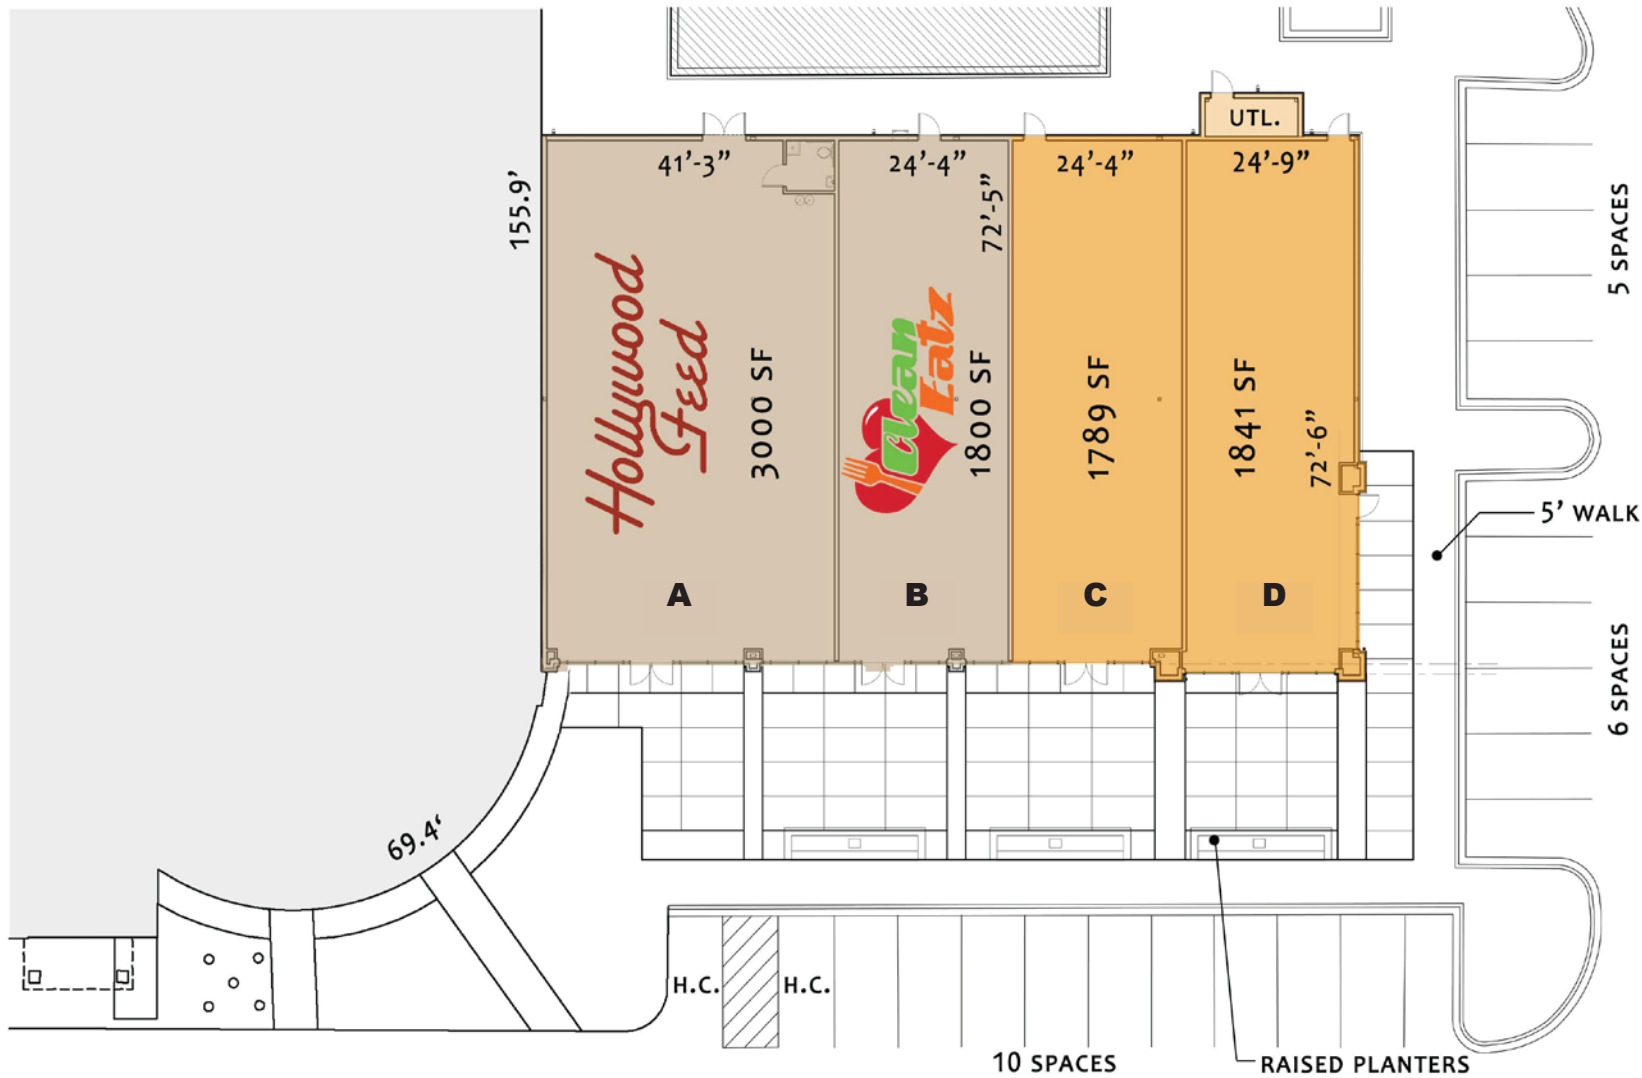 UTL.
41'-3"
24'-4"
24'-4"
24'-9"
155.9'
72'-5"
5 SPACES
Hollywood
Feed
3000 SF
Clean
Eatz
1800 SF
1789 SF
1841 SF
72'-6"
5' WALK
A
B
C
D
6 SPACES
69.4'
H.C.
H.C.
10 SPACES
RAISED PLANTERS